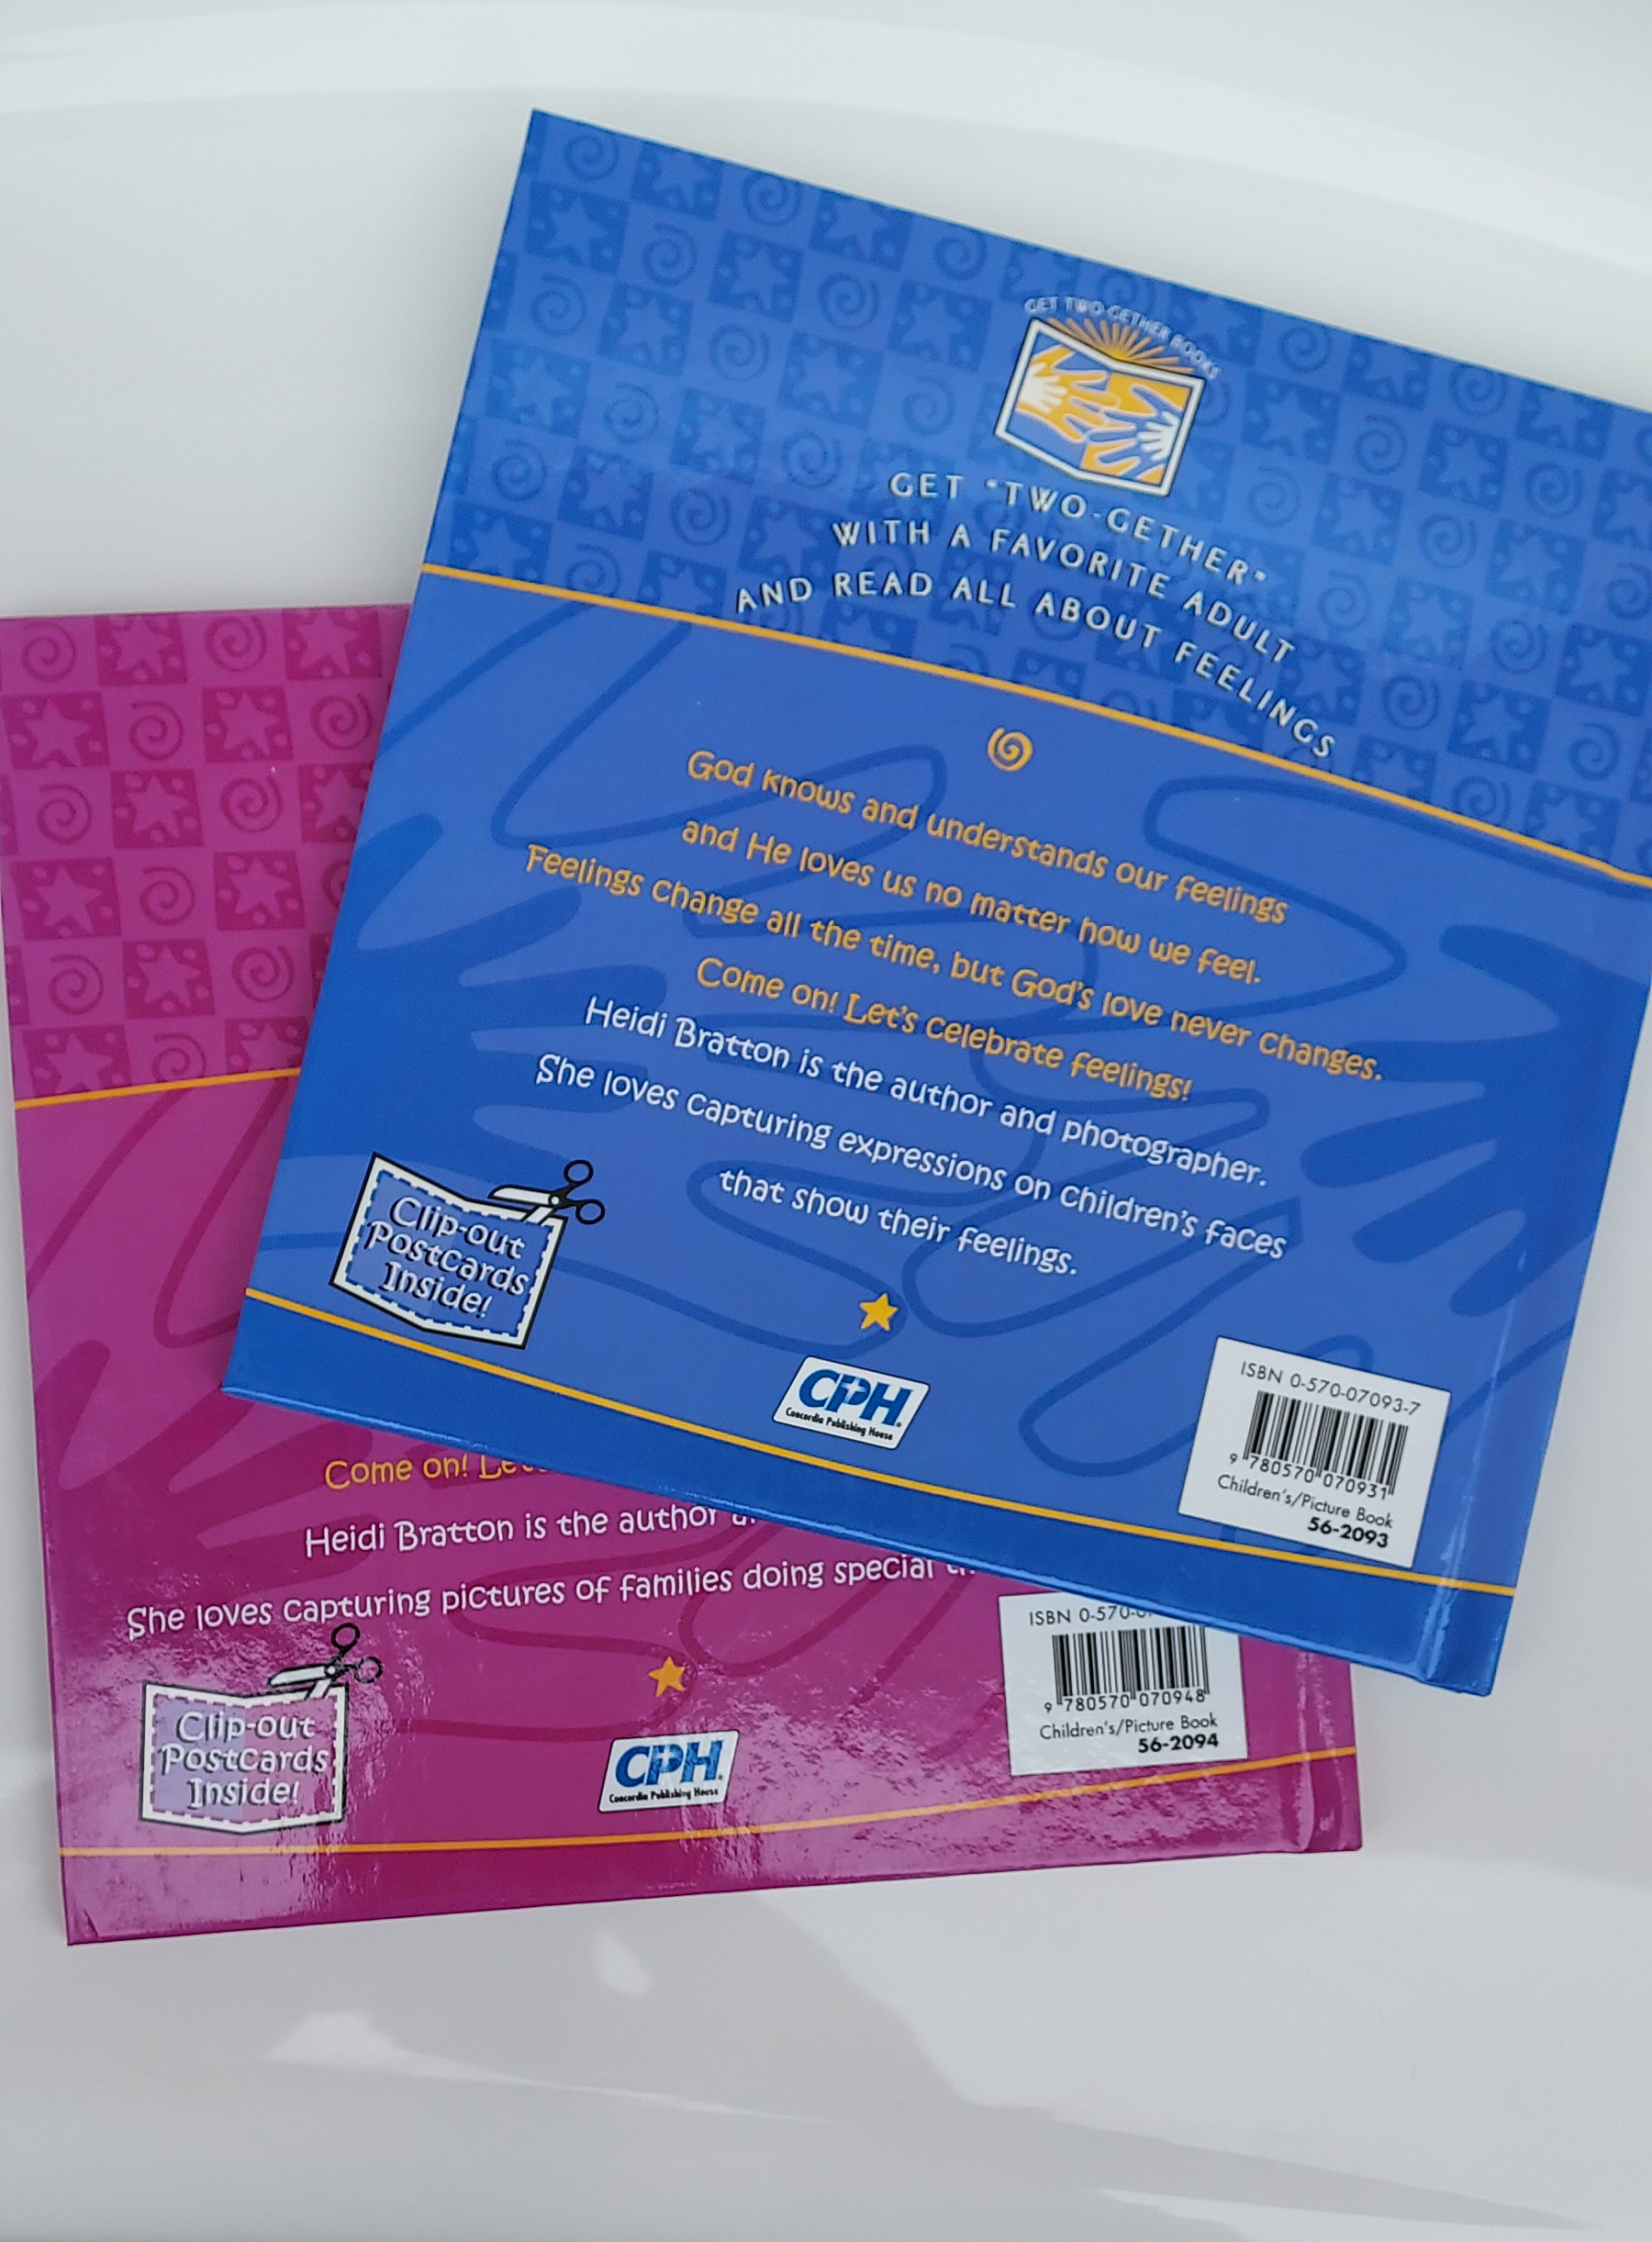 GET TWO-GETHER BOOKS
GET "TWO-GETHER"
WITH A FAVORITE ADULT
AND READ ALL ABOUT FEELINGS
God knows and understands our feelings
and He loves us no matter how we feel.
Feelings change all the time, but God's love never changes.
Come on! Let's celebrate feelings!
Heidi Bratton is the author and photographer.
She loves capturing expressions on children's faces
that show their feelings.
Clip-out
Postcards
Inside!
CPH
Concordia Publishing House
ISBN 0-570-07093-7
9 780570 070931
Children's/Picture Book
56-2093
Come on!
Heidi Bratton is the author
She loves capturing pictures of families doing special
Clip-out
Postcards
Inside!
CPH
Concordia Publishing House
ISBN 0-570-
9 780570 070948
Children's/Picture Book
56-2094